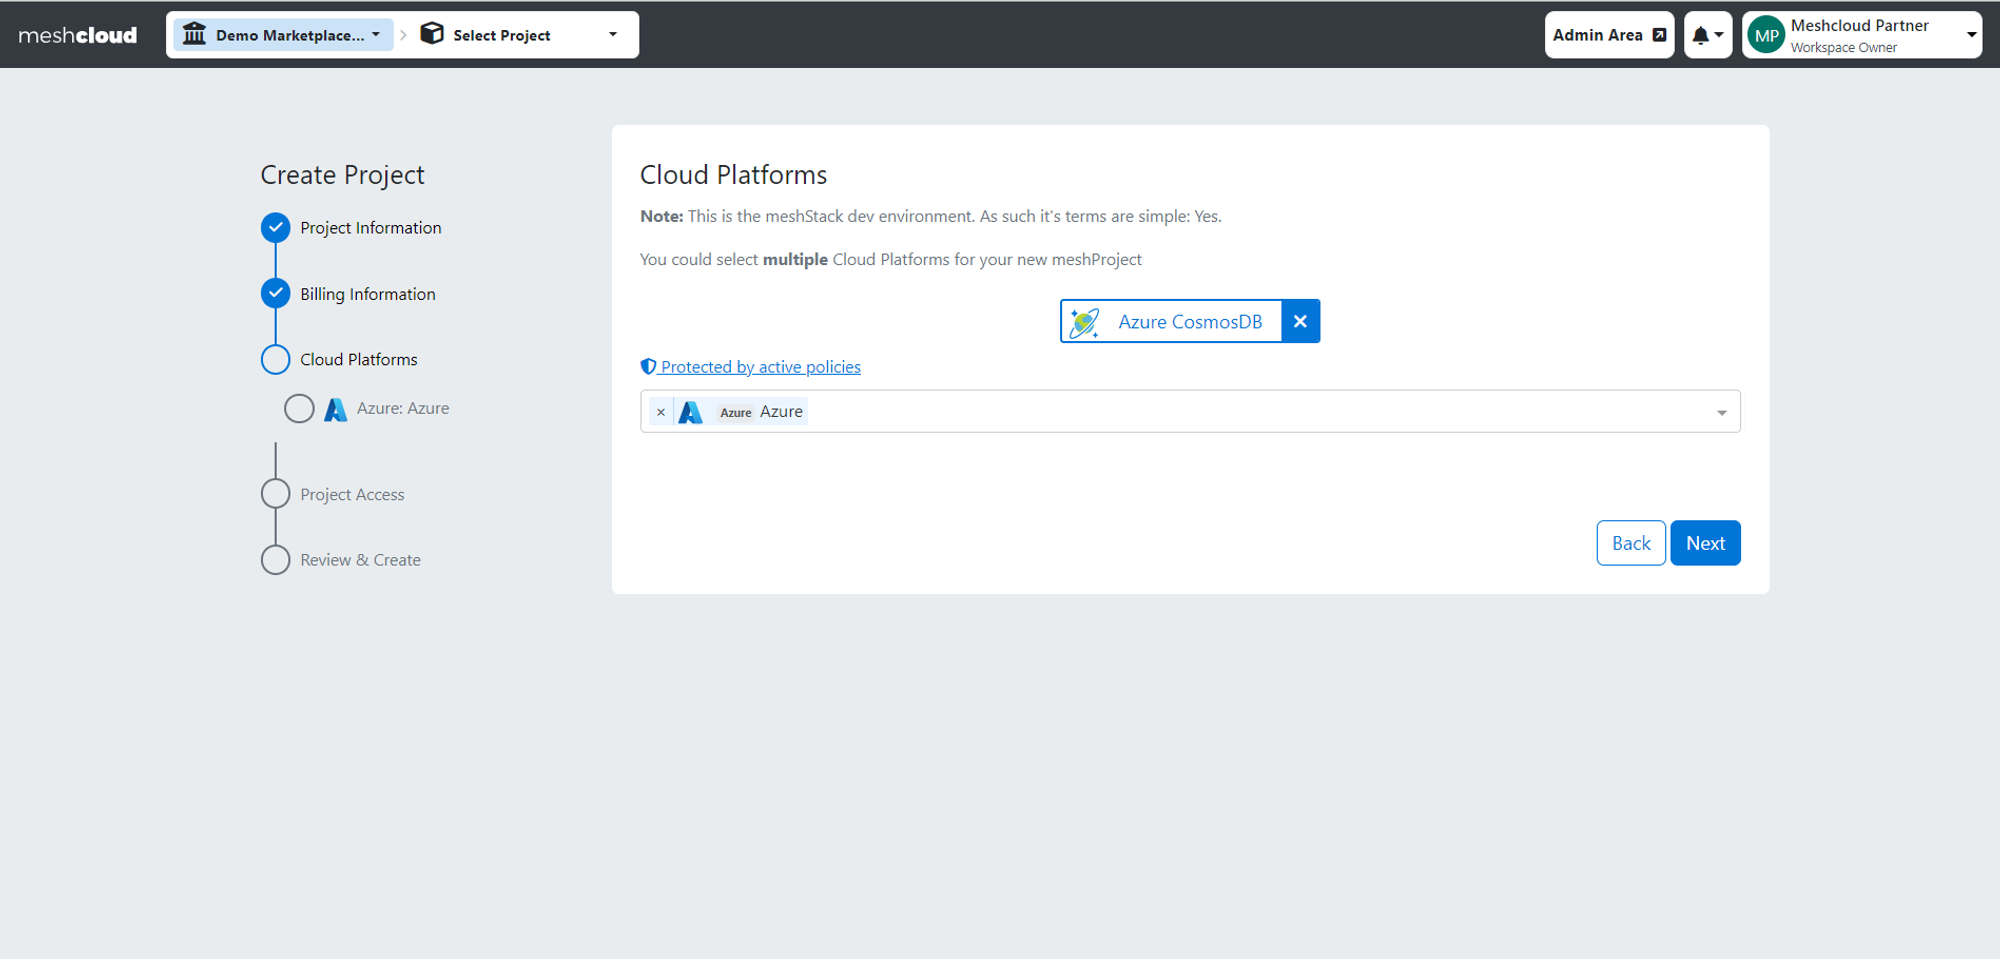 meshcloud
Demo Marketplace...
Select Project
Admin Area
MP
Meshcloud Partner
Workspace Owner
Create Project
Project Information
Billing Information
Cloud Platforms
Azure: Azure
Project Access
Review & Create
Cloud Platforms
Note: This is the meshStack dev environment. As such it's terms are simple: Yes.
You could select multiple Cloud Platforms for your new meshProject
Azure CosmosDB
Protected by active policies
× Azure Azure
Back Next